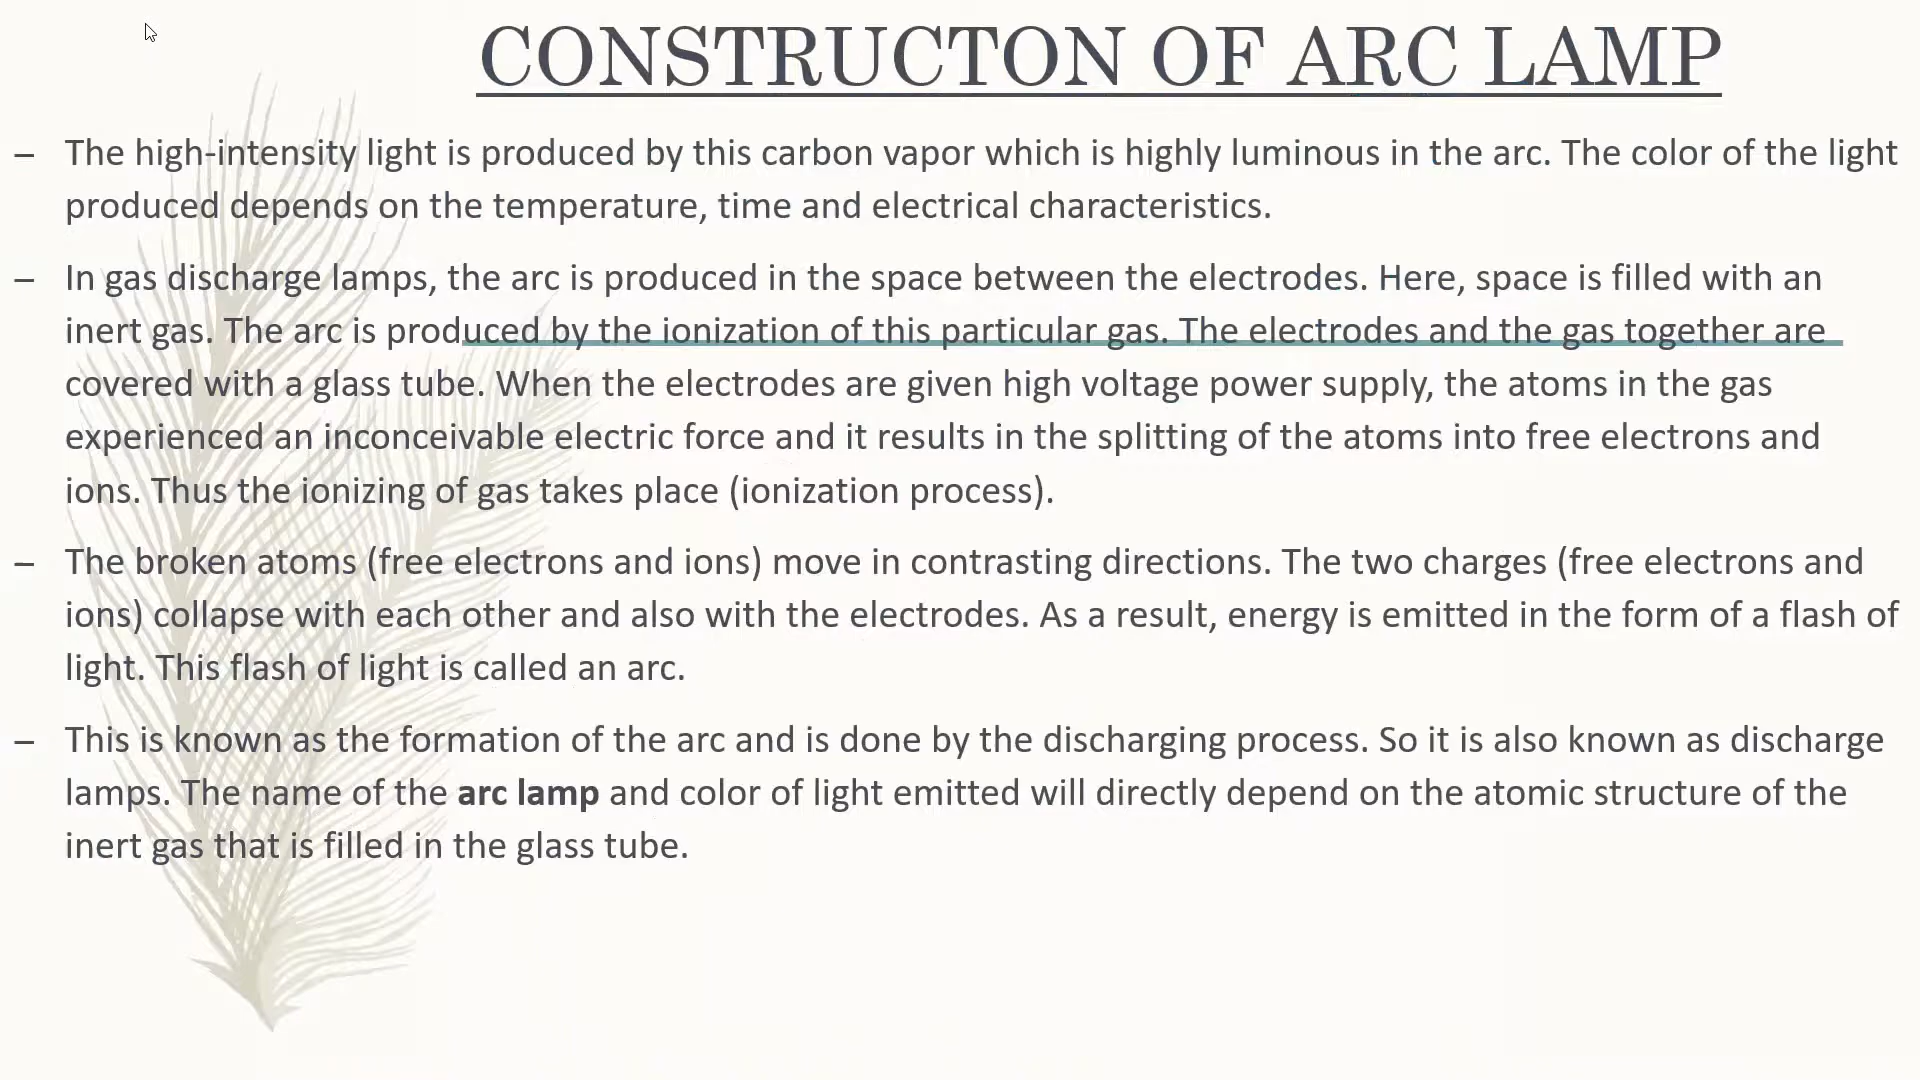 CONSTRUCTON OF ARC LAMP
– The high-intensity light is produced by this carbon vapor which is highly luminous in the arc. The color of the light
produced depends on the temperature, time and electrical characteristics.
– In gas discharge lamps, the arc is produced in the space between the electrodes. Here, space is filled with an
inert gas. The arc is produced by the ionization of this particular gas. The electrodes and the gas together are
covered with a glass tube. When the electrodes are given high voltage power supply, the atoms in the gas
experienced an inconceivable electric force and it results in the splitting of the atoms into free electrons and
ions. Thus the ionizing of gas takes place (ionization process).
– The broken atoms (free electrons and ions) move in contrasting directions. The two charges (free electrons and
ions) collapse with each other and also with the electrodes. As a result, energy is emitted in the form of a flash of
light. This flash of light is called an arc.
– This is known as the formation of the arc and is done by the discharging process. So it is also known as discharge
lamps. The name of the arc lamp and color of light emitted will directly depend on the atomic structure of the
inert gas that is filled in the glass tube.